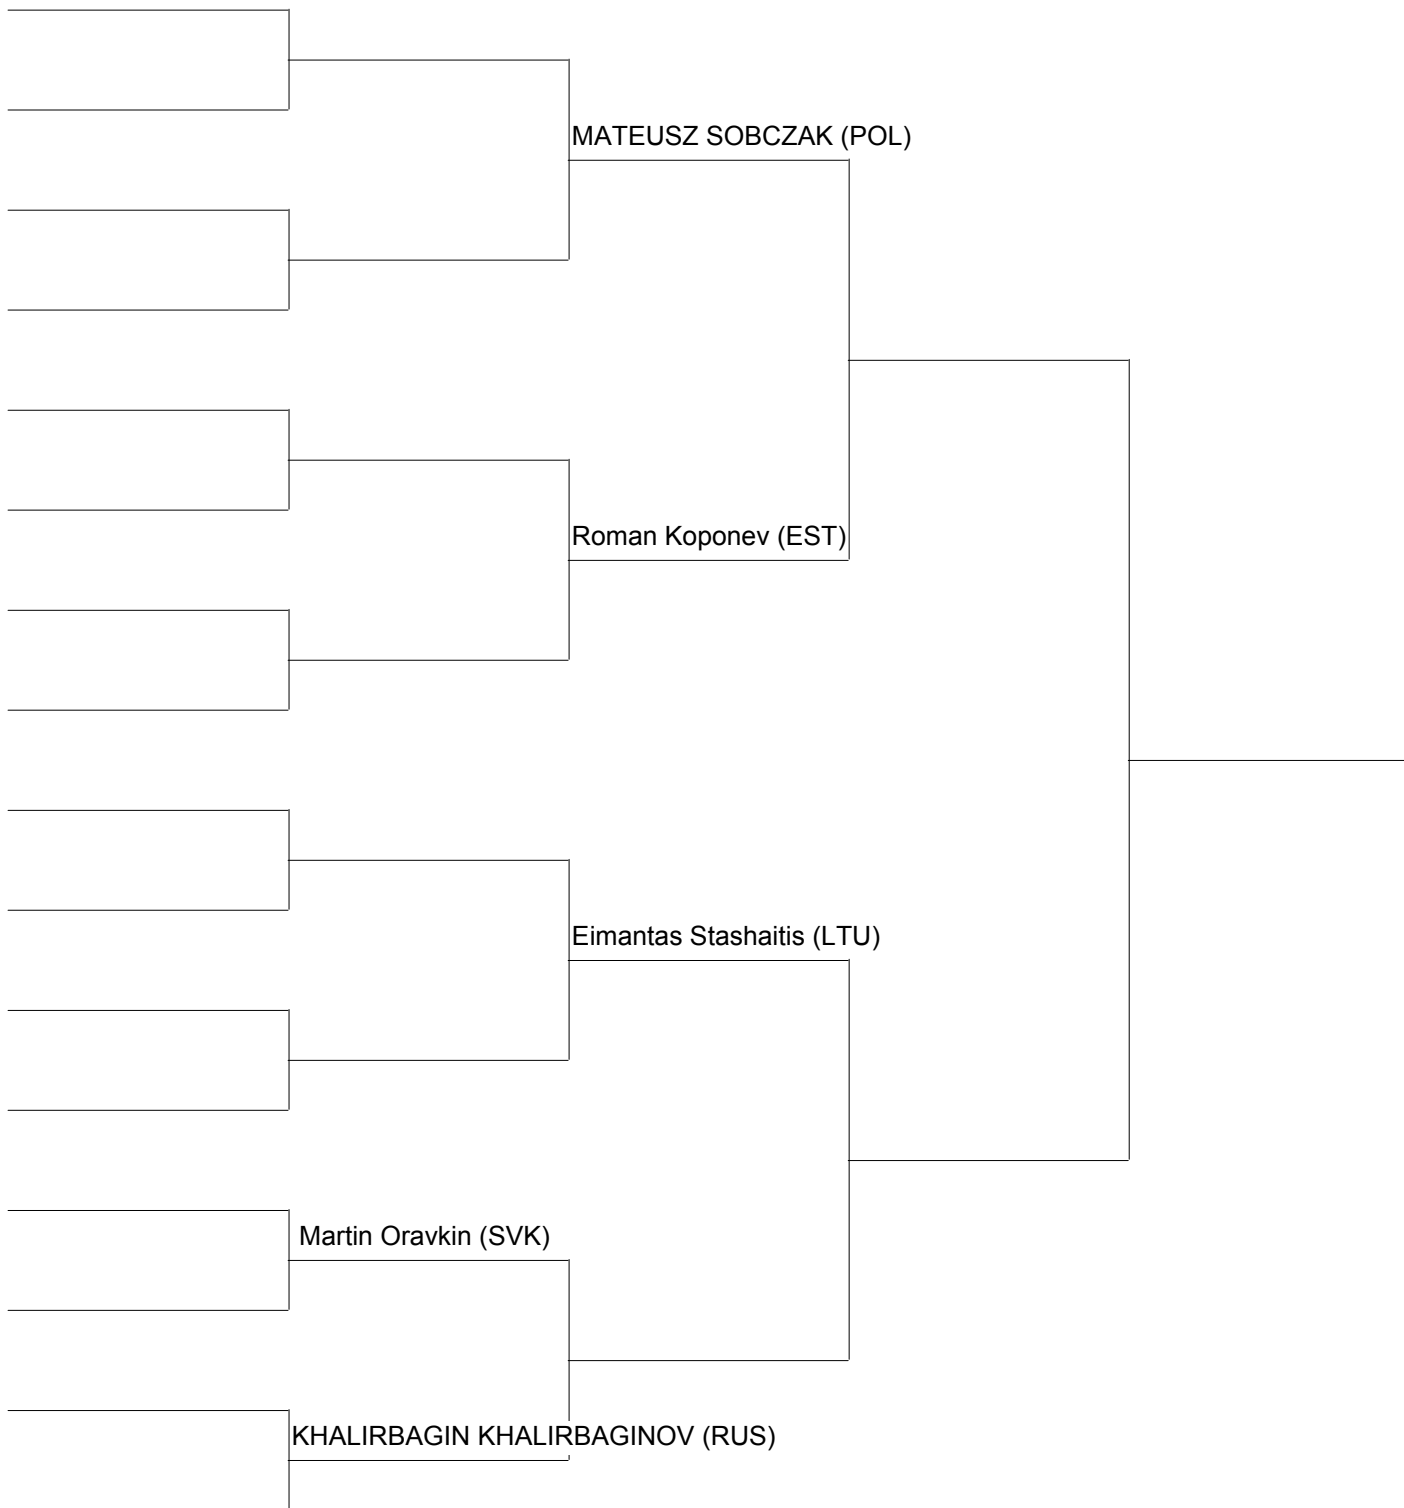 MATEUSZ SOBCZAK (POL)
Roman Koponev (EST)
Eimantas Stashaitis (LTU)
Martin Oravkin (SVK)
KHALIRBAGIN KHALIRBAGINOV (RUS)